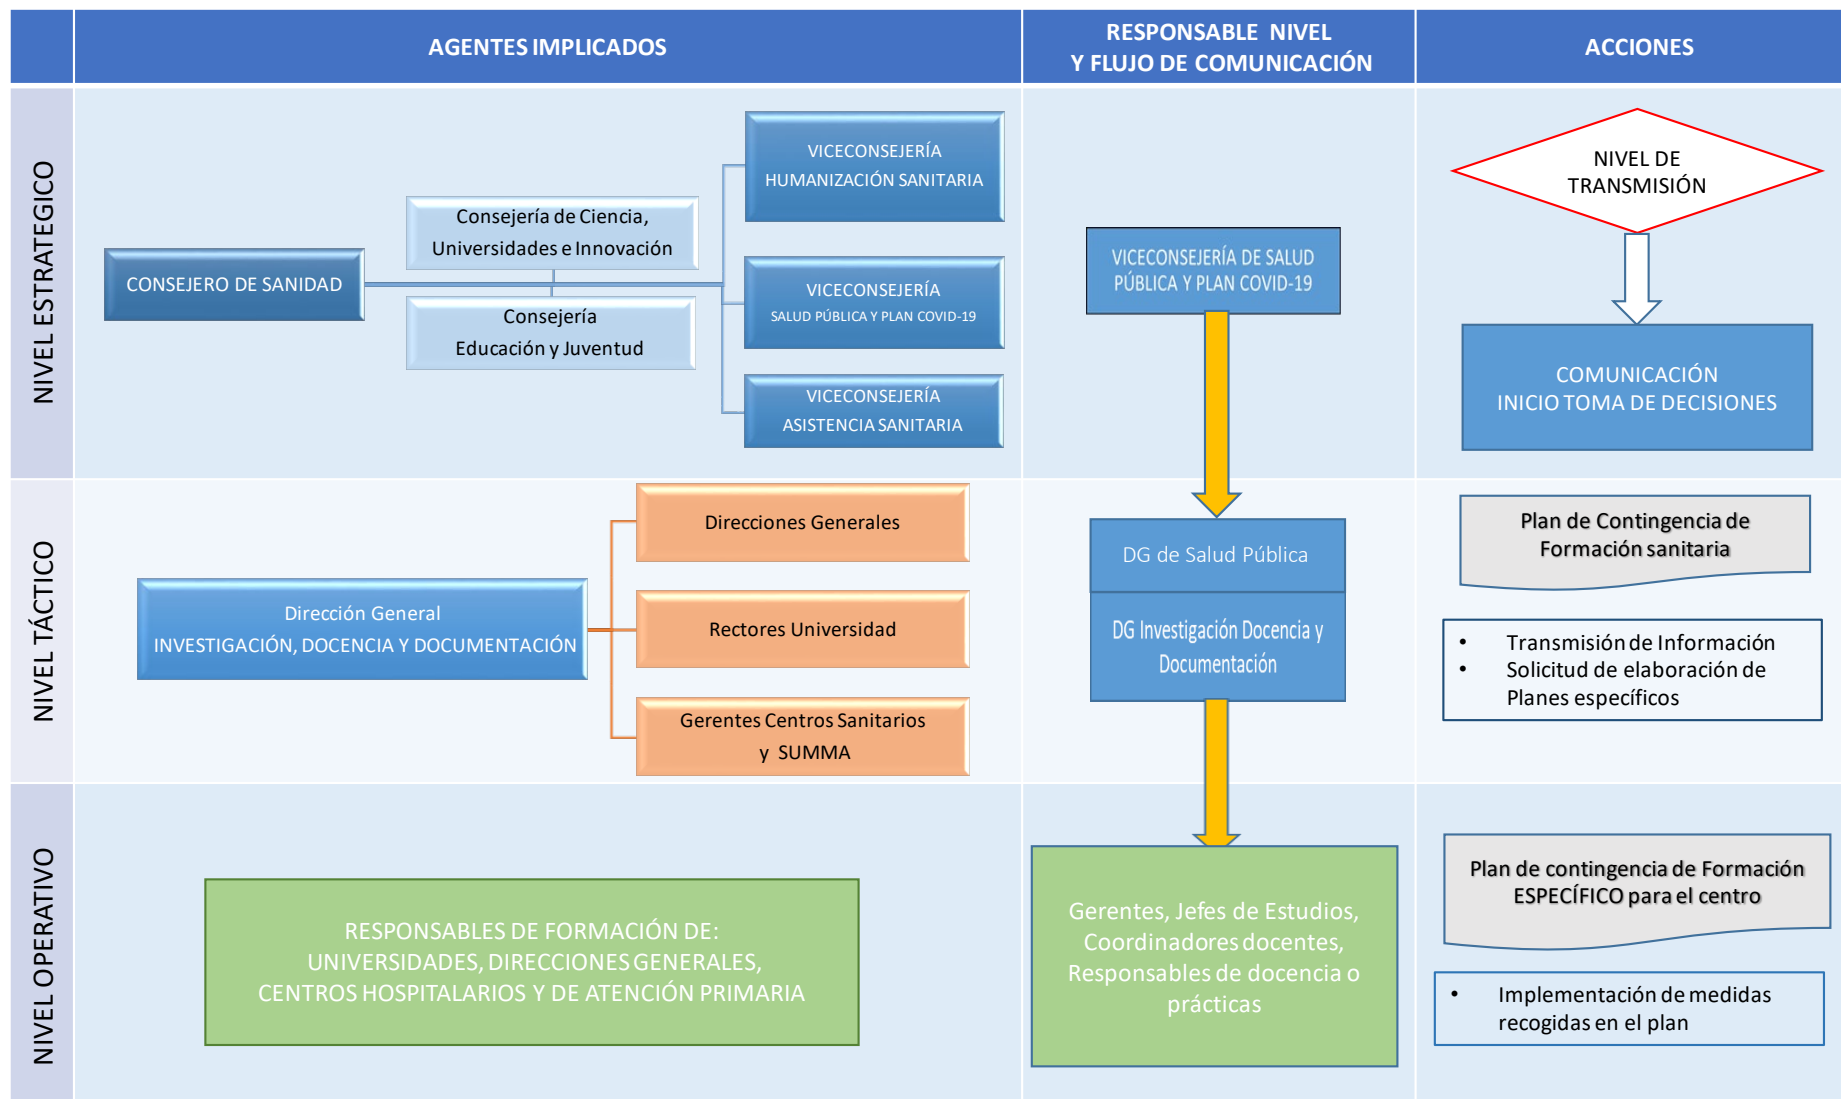 AGENTES IMPLICADOS
RESPONSABLE NIVEL
Y FLUJO DE COMUNICACIÓN
ACCIONES
NIVEL ESTRATEGICO
CONSEJERO DE SANIDAD
Consejería de Ciencia,
Universidades e Innovación
Consejería
Educación y Juventud
VICECONSEJERÍA
HUMANIZACIÓN SANITARIA
VICECONSEJERÍA
SALUD PÚBLICA Y PLAN COVID-19
VICECONSEJERÍA
ASISTENCIA SANITARIA
VICECONSEJERÍA DE SALUD
PÚBLICA Y PLAN COVID-19
NIVEL DE
TRANSMISIÓN
COMUNICACIÓN
INICIO TOMA DE DECISIONES
NIVEL TÁCTICO
Dirección General
INVESTIGACIÓN, DOCENCIA Y DOCUMENTACIÓN
Direcciones Generales
Rectores Universidad
Gerentes Centros Sanitarios
y SUMMA
DG de Salud Pública
DG Investigación Docencia y
Documentación
Plan de Contingencia de
Formación sanitaria
• Transmisión de Información
• Solicitud de elaboración de
Planes específicos
NIVEL OPERATIVO
RESPONSABLES DE FORMACIÓN DE:
UNIVERSIDADES, DIRECCIONES GENERALES,
CENTROS HOSPITALARIOS Y DE ATENCIÓN PRIMARIA
Gerentes, Jefes de Estudios,
Coordinadores docentes,
Responsables de docencia o
prácticas
Plan de contingencia de Formación
ESPECÍFICO para el centro
• Implementación de medidas
recogidas en el plan